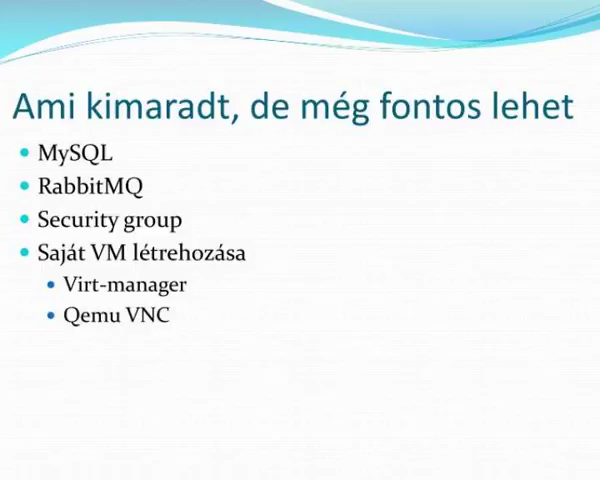 Ami kimaradt, de még fontos lehet
MySQL
RabbitMQ
Security group
Saját VM létrehozása
Virt-manager
Qemu VNC